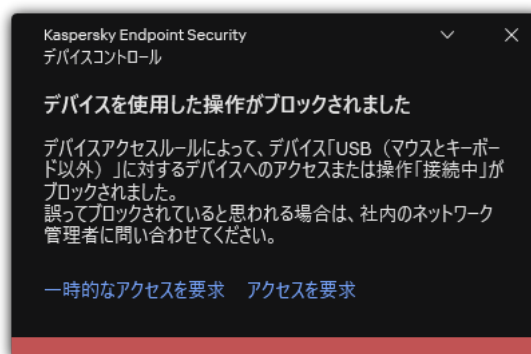 Kaspersky Endpoint Security
デバイスコントロール
デバイスを使用した操作がブロックされました
デバイスアクセスルールによって、デバイス「USB（マウスとキーボー
ド以外）」に対するデバイスへのアクセスまたは操作「接続中」が
ブロックされました。
誤ってブロックされていると思われる場合は、社内のネットワーク
管理者に問い合わせてください。
一時的なアクセスを要求 アクセスを要求